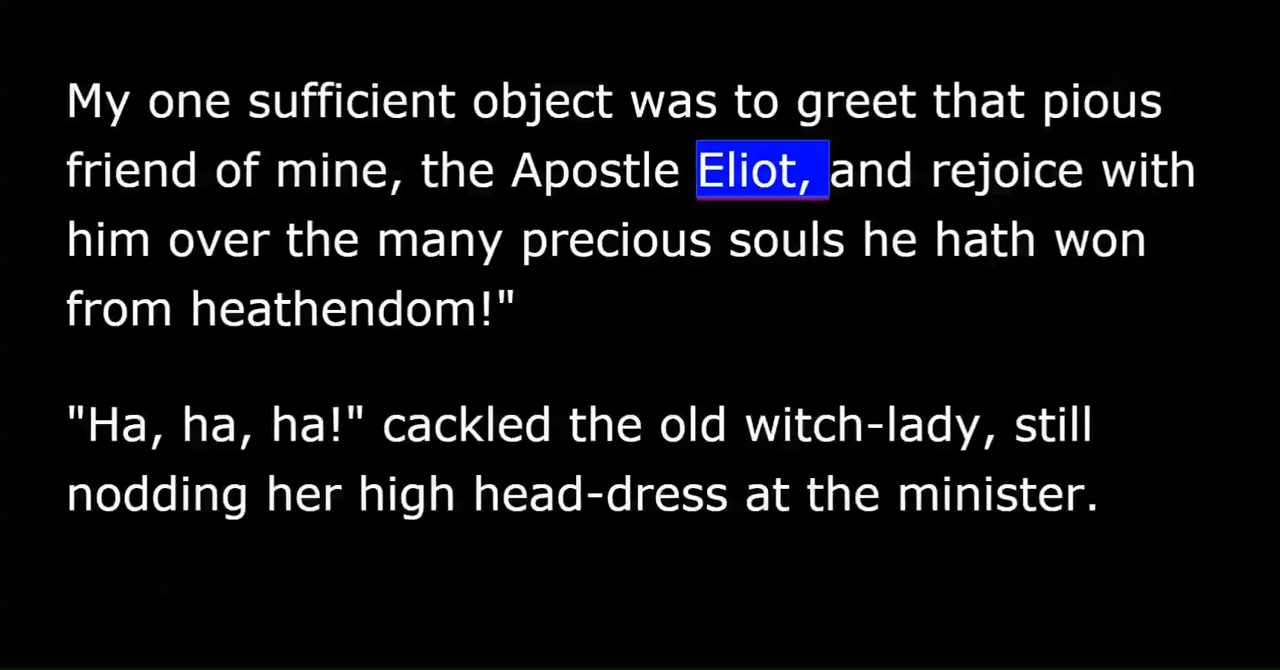 My one sufficient object was to greet that pious
friend of mine, the Apostle Eliot, and rejoice with
him over the many precious souls he hath won
from heathendom!"
"Ha, ha, ha!" cackled the old witch-lady, still
nodding her high head-dress at the minister.